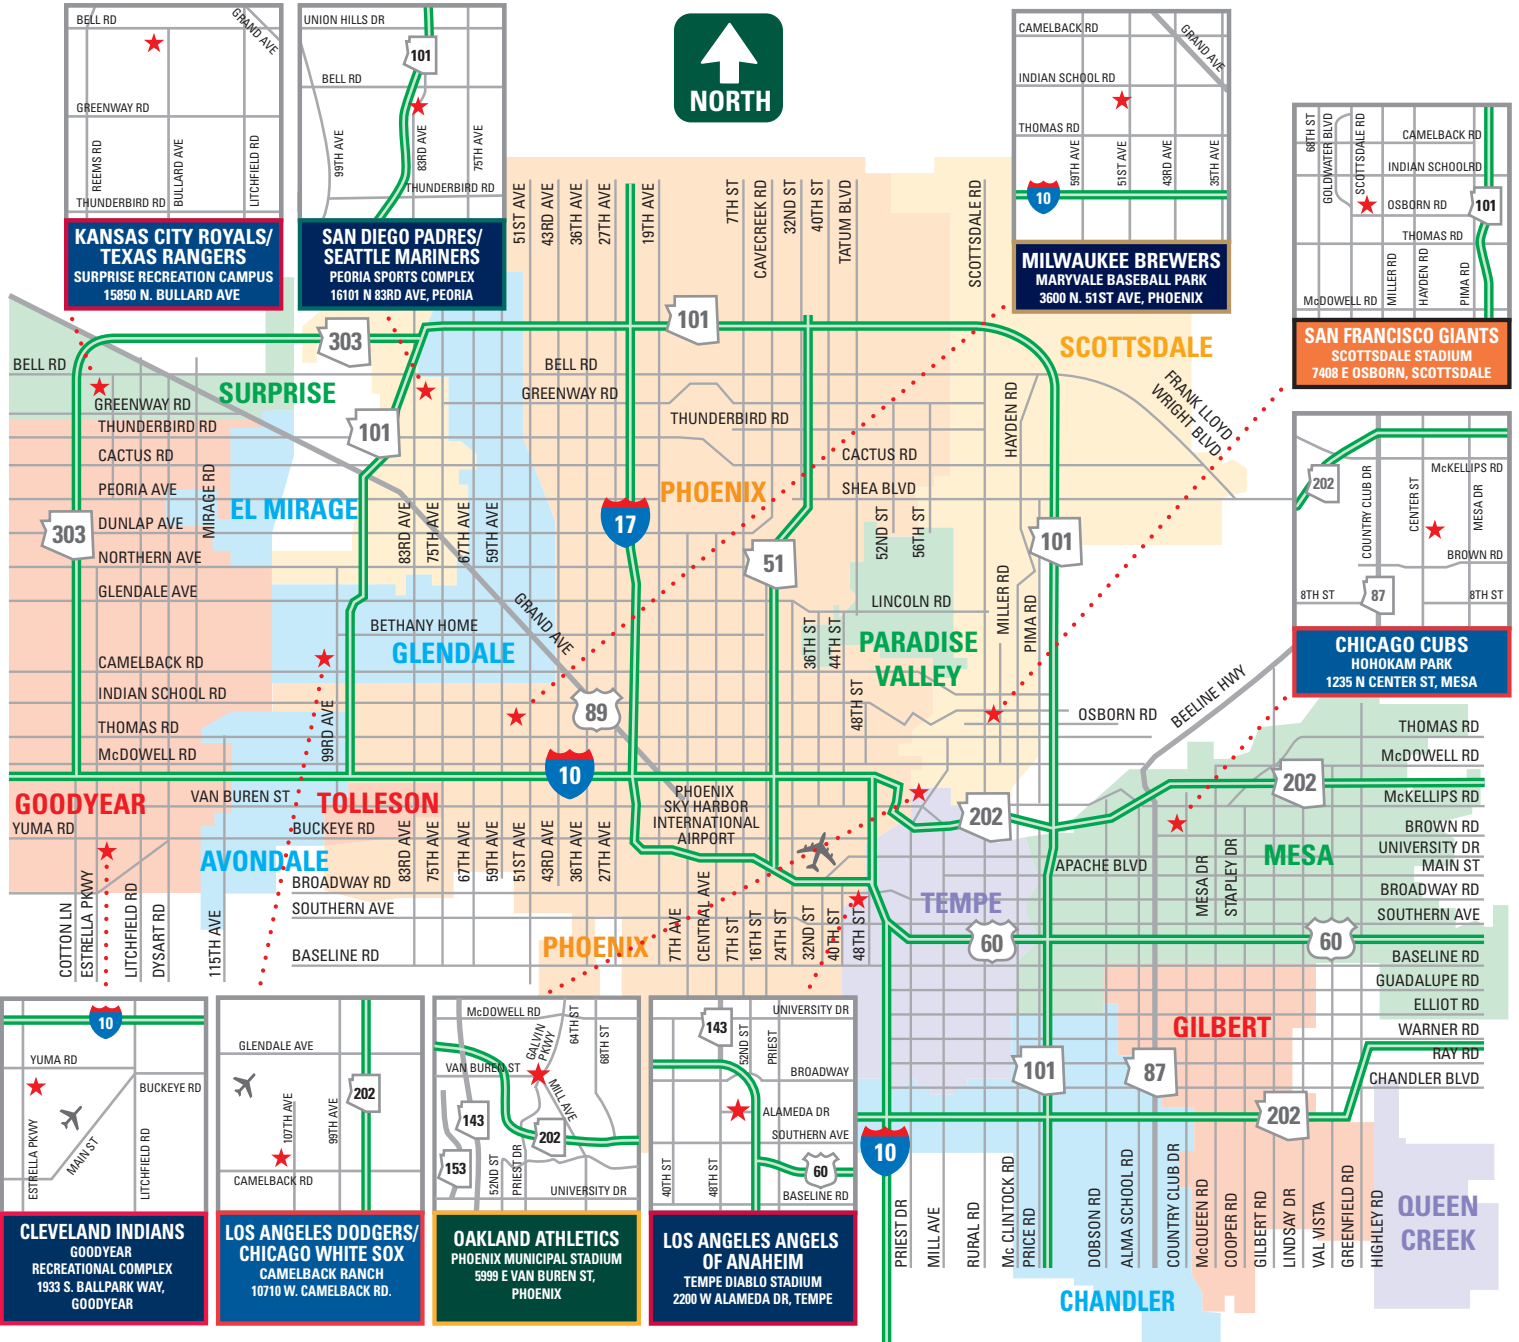 BELL RD
GRAND AVE
GREENWAY RD
REEMS RD
BULLARD AVE
LITCHFIELD RD
THUNDERBIRD RD
KANSAS CITY ROYALS/
TEXAS RANGERS
SURPRISE RECREATION CAMPUS
15850 N. BULLARD AVE
UNION HILLS DR
101
BELL RD
99TH AVE
83RD AVE
75TH AVE
THUNDERBIRD RD
SAN DIEGO PADRES/
SEATTLE MARINERS
PEORIA SPORTS COMPLEX
16101 N 83RD AVE, PEORIA
NORTH
CAMELBACK RD
GRAND AVE
INDIAN SCHOOL RD
THOMAS RD
59TH AVE
51ST AVE
43RD AVE
35TH AVE
10
MILWAUKEE BREWERS
MARYVALE BASEBALL PARK
3600 N. 51ST AVE, PHOENIX
68TH ST
GOLDWATER BLVD
SCOTTSDALE RD
CAMELBACK RD
INDIAN SCHOOL RD
OSBORN RD
101
THOMAS RD
MILLER RD
HAYDEN RD
PIMA RD
McDOWELL RD
SAN FRANCISCO GIANTS
SCOTTSDALE STADIUM
7408 E OSBORN, SCOTTSDALE
202
COUNTRY CLUB DR
CENTER ST
McKELLIPS RD
MESA DR
BROWN RD
8TH ST
87
8TH ST
CHICAGO CUBS
HOHOKAM PARK
1235 N CENTER ST, MESA
51ST AVE
43RD AVE
36TH AVE
27TH AVE
19TH AVE
7TH ST
CAVECREEK RD
32ND ST
40TH ST
TATUM BLVD
SCOTTSDALE RD
303
101
SCOTTSDALE
BELL RD
BELL RD
SURPRISE
GREENWAY RD
GREENWAY RD
THUNDERBIRD RD
THUNDERBIRD RD
101
HAYDEN RD
FRANK LLOYD
WRIGHT BLVD
CACTUS RD
CACTUS RD
PEORIA AVE
MIRAGE RD
EL MIRAGE
PHOENIX
SHEA BLVD
303
DUNLAP AVE
NORTHERN AVE
83RD AVE
75TH AVE
67TH AVE
59TH AVE
17
51
52ND ST
56TH ST
101
GLENDALE AVE
GRAND AVE
LINCOLN RD
MILLER RD
PIMA RD
BETHANY HOME
GLENDALE
36TH ST
44TH ST
PARADISE
VALLEY
CAMELBACK RD
INDIAN SCHOOL RD
48TH ST
BEELINE HWY
THOMAS RD
99RD AVE
89
OSBORN RD
THOMAS RD
McDOWELL RD
McDOWELL RD
10
202
GOODYEAR
VAN BUREN ST
TOLLESON
PHOENIX
SKY HARBOR
INTERNATIONAL
AIRPORT
202
McKELLIPS RD
YUMA RD
BUCKEYE RD
BROWN RD
AVONDALE
83RD AVE
75TH AVE
67TH AVE
59TH AVE
51ST AVE
43RD AVE
36TH AVE
27TH AVE
APACHE BLVD
MESA
UNIVERSITY DR
MAIN ST
BROADWAY RD
MESA DR
STAPLEY DR
BROADWAY RD
SOUTHERN AVE
TEMPE
SOUTHERN AVE
COTTON LN
ESTRELLA PKWY
LITCHFIELD RD
DYSART RD
115TH AVE
BASELINE RD
PHOENIX
7TH AVE
CENTRAL AVE
7TH ST
16TH ST
24TH ST
32ND ST
40TH ST
48TH ST
60
60
BASELINE RD
GUADALUPE RD
ELLIOT RD
GILBERT
WARNER RD
RAY RD
101
87
CHANDLER BLVD
202
10
PRIEST DR
MILL AVE
RURAL RD
Mc CLINTOCK RD
PRICE RD
DOBSON RD
ALMA SCHOOL RD
COUNTRY CLUB DR
McQUEEN RD
COOPER RD
GILBERT RD
LINDSAY DR
VAL VISTA
GREENFIELD RD
HIGHLEY RD
QUEEN
CREEK
CHANDLER
10
YUMA RD
BUCKEYE RD
ESTRELLA PKWY
MAIN ST
LITCHFIELD RD
CLEVELAND INDIANS
GOODYEAR
RECREATIONAL COMPLEX
1933 S. BALLPARK WAY,
GOODYEAR
GLENDALE AVE
107TH AVE
99TH AVE
202
CAMELBACK RD
LOS ANGELES DODGERS/
CHICAGO WHITE SOX
CAMELBACK RANCH
10710 W. CAMELBACK RD.
McDOWELL RD
GALVIN
PKWY
64TH ST
68TH ST
VAN BUREN ST
MILL AVE
143
202
153
52ND ST
PRIEST DR
UNIVERSITY DR
OAKLAND ATHLETICS
PHOENIX MUNICIPAL STADIUM
5999 E VAN BUREN ST,
PHOENIX
143
UNIVERSITY DR
52ND ST
PRIEST
BROADWAY
ALAMEDA DR
SOUTHERN AVE
40TH ST
48TH ST
60
BASELINE RD
LOS ANGELES ANGELS
OF ANAHEIM
TEMPE DIABLO STADIUM
2200 W ALAMEDA DR, TEMPE